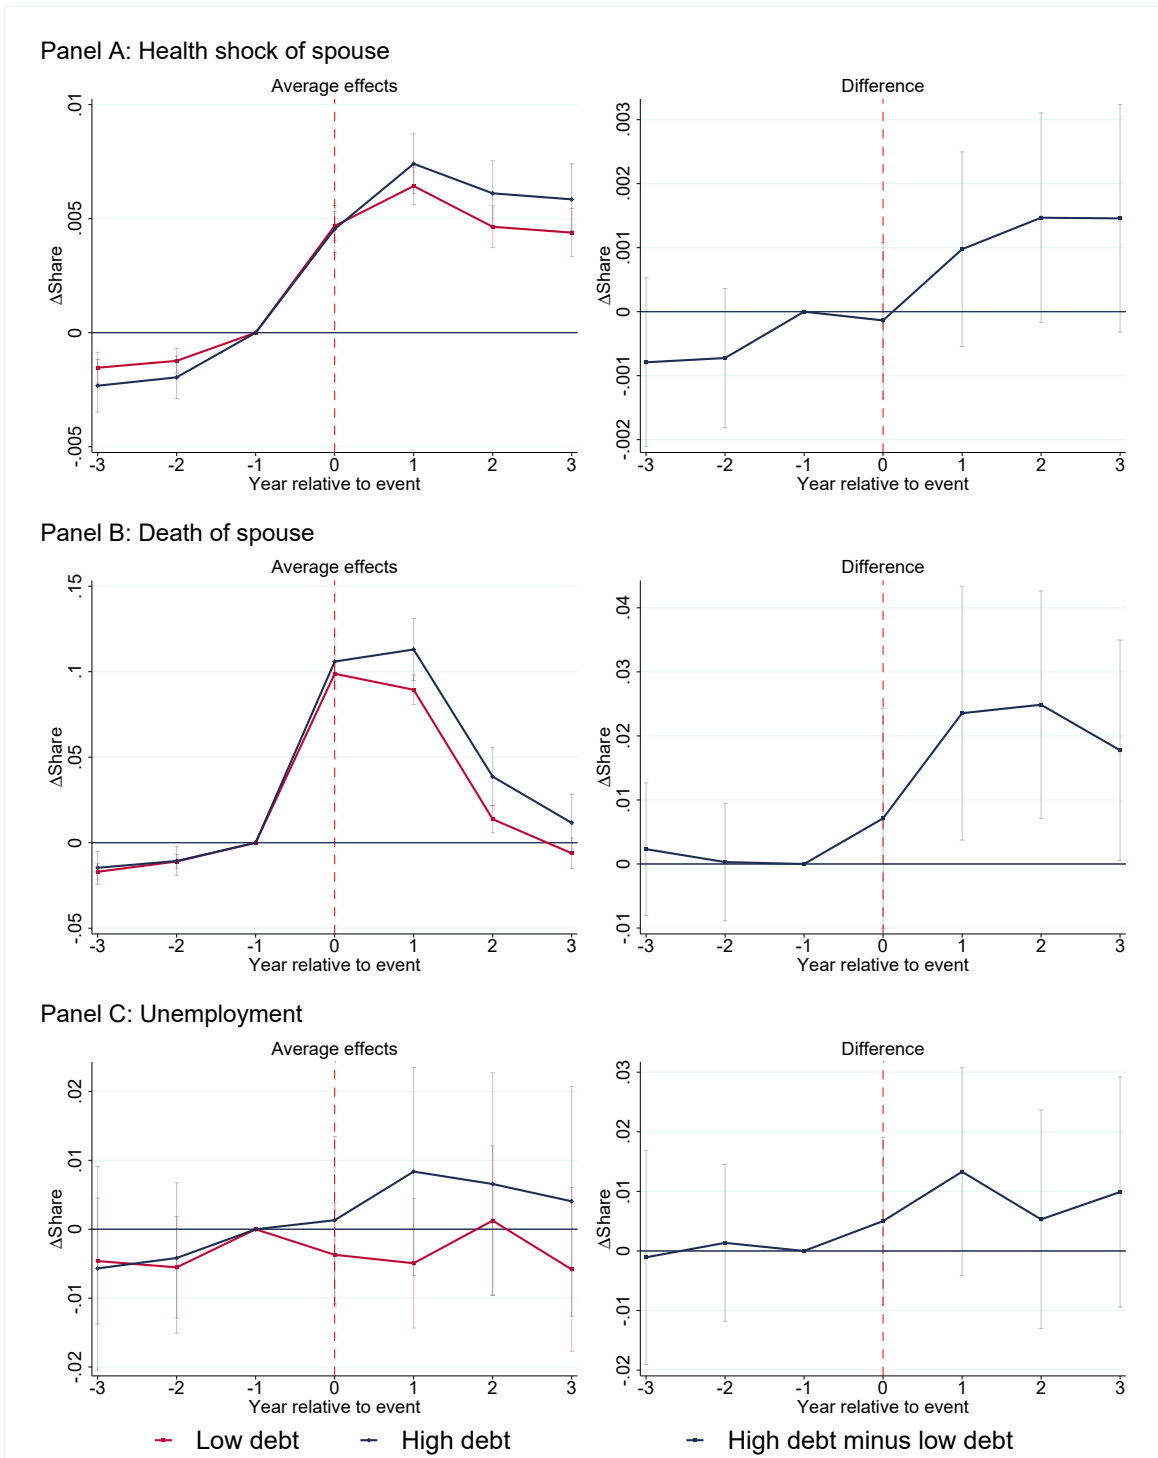 Panel A: Health shock of spouse
Average effects
ΔShare
.01
.005
0
-.005
-3 -2 -1 0 1 2 3
Year relative to event
Difference
ΔShare
.003
.002
.001
0
-.001
-.002
-3 -2 -1 0 1 2 3
Year relative to event
Panel B: Death of spouse
Average effects
ΔShare
.15
.1
.05
0
-.05
-3 -2 -1 0 1 2 3
Year relative to event
Difference
ΔShare
.04
.03
.02
.01
0
-.01
-3 -2 -1 0 1 2 3
Year relative to event
Panel C: Unemployment
Average effects
ΔShare
.02
.01
0
-.01
-.02
-3 -2 -1 0 1 2 3
Year relative to event
Difference
ΔShare
.03
.02
.01
0
-.01
-.02
-3 -2 -1 0 1 2 3
Year relative to event
Low debt High debt
High debt minus low debt